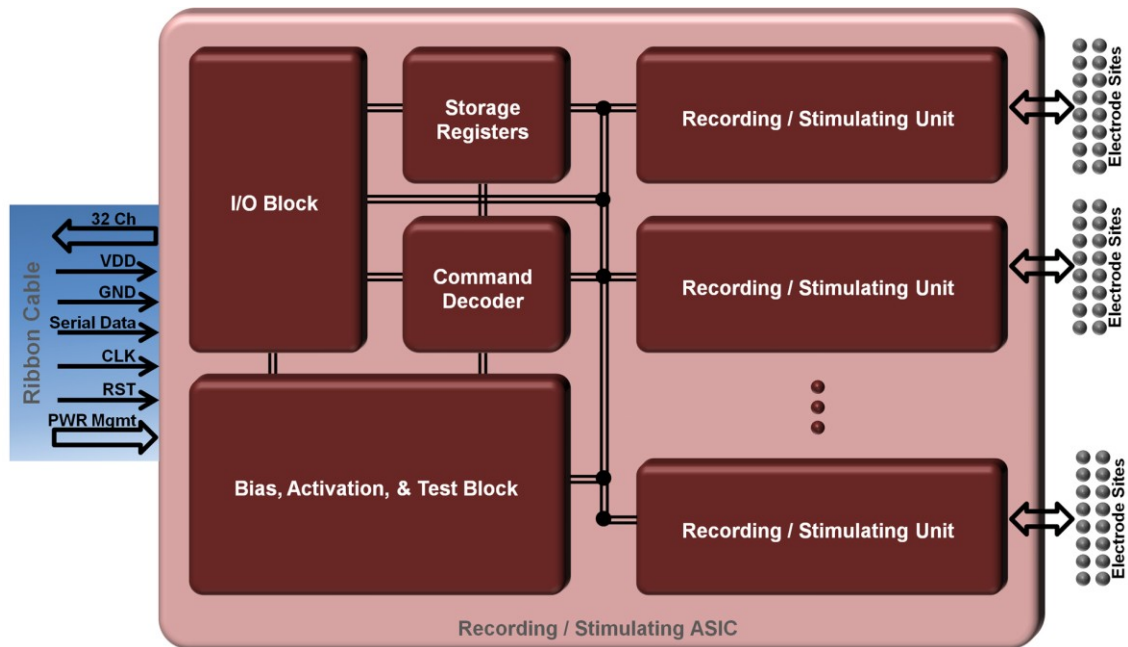 Ribbon Cable
32 Ch
VDD
GND
Serial Data
CLK
RST
PWR Mgmt
I/O Block
Storage
Registers
Command
Decoder
Bias, Activation, & Test Block
Recording / Stimulating Unit
Electrode Sites
Recording / Stimulating Unit
Electrode Sites
Recording / Stimulating Unit
Electrode Sites
Recording / Stimulating ASIC